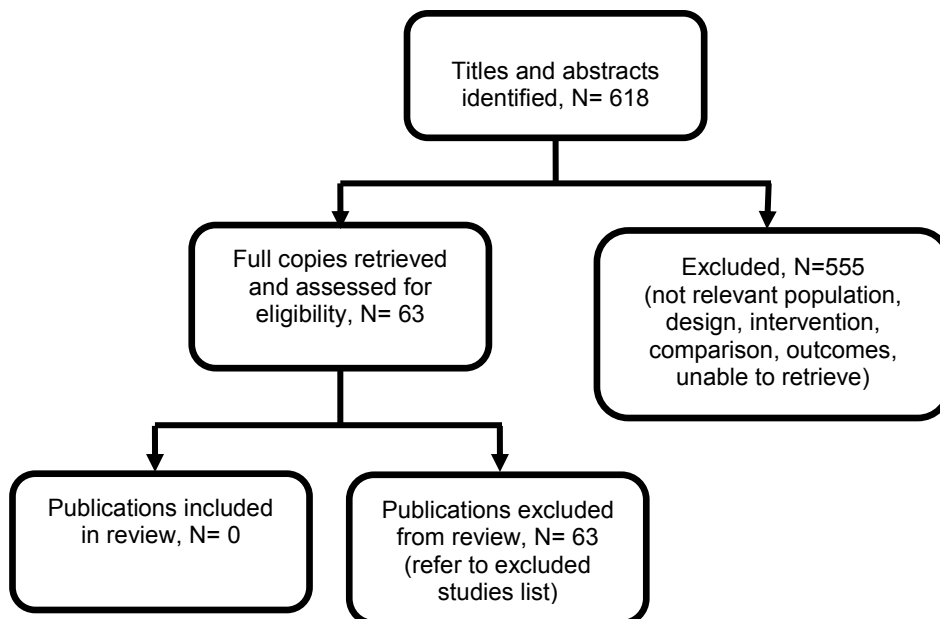 Titles and abstracts
identified, N= 618
Full copies retrieved
and assessed for
eligibility, N= 63
Excluded, N=555
(not relevant population,
design, intervention,
comparison, outcomes,
unable to retrieve)
Publications included
in review, N= 0
Publications excluded
from review, N= 63
(refer to excluded
studies list)